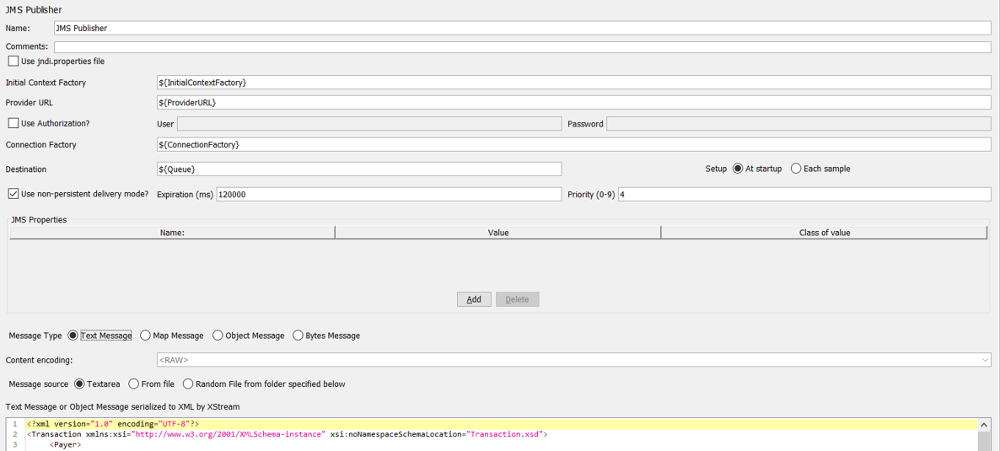 JMS Publisher
Name: JMS Publisher
Comments:
Use jndi.properties file
Initial Context Factory ${InitialContextFactory}
Provider URL ${ProviderURL}
Use Authorization? User Password
Connection Factory ${ConnectionFactory}
Destination ${Queue} Setup At startup Each sample
Use non-persistent delivery mode? Expiration (ms) 120000 Priority (0-9) 4
JMS Properties
Name: Value Class of value
Add Delete
Message Type Text Message Map Message Object Message Bytes Message
Content encoding: <RAW>
Message source Textarea From file Random File from folder specified below
Text Message or Object Message serialized to XML by XStream
1 <?xml version="1.0" encoding="UTF-8"?>
2 <Transaction xmlns:xsi="http://www.w3.org/2001/XMLSchema-instance" xsi:noNamespaceSchemaLocation="Transaction.xsd">
3 <Payer>